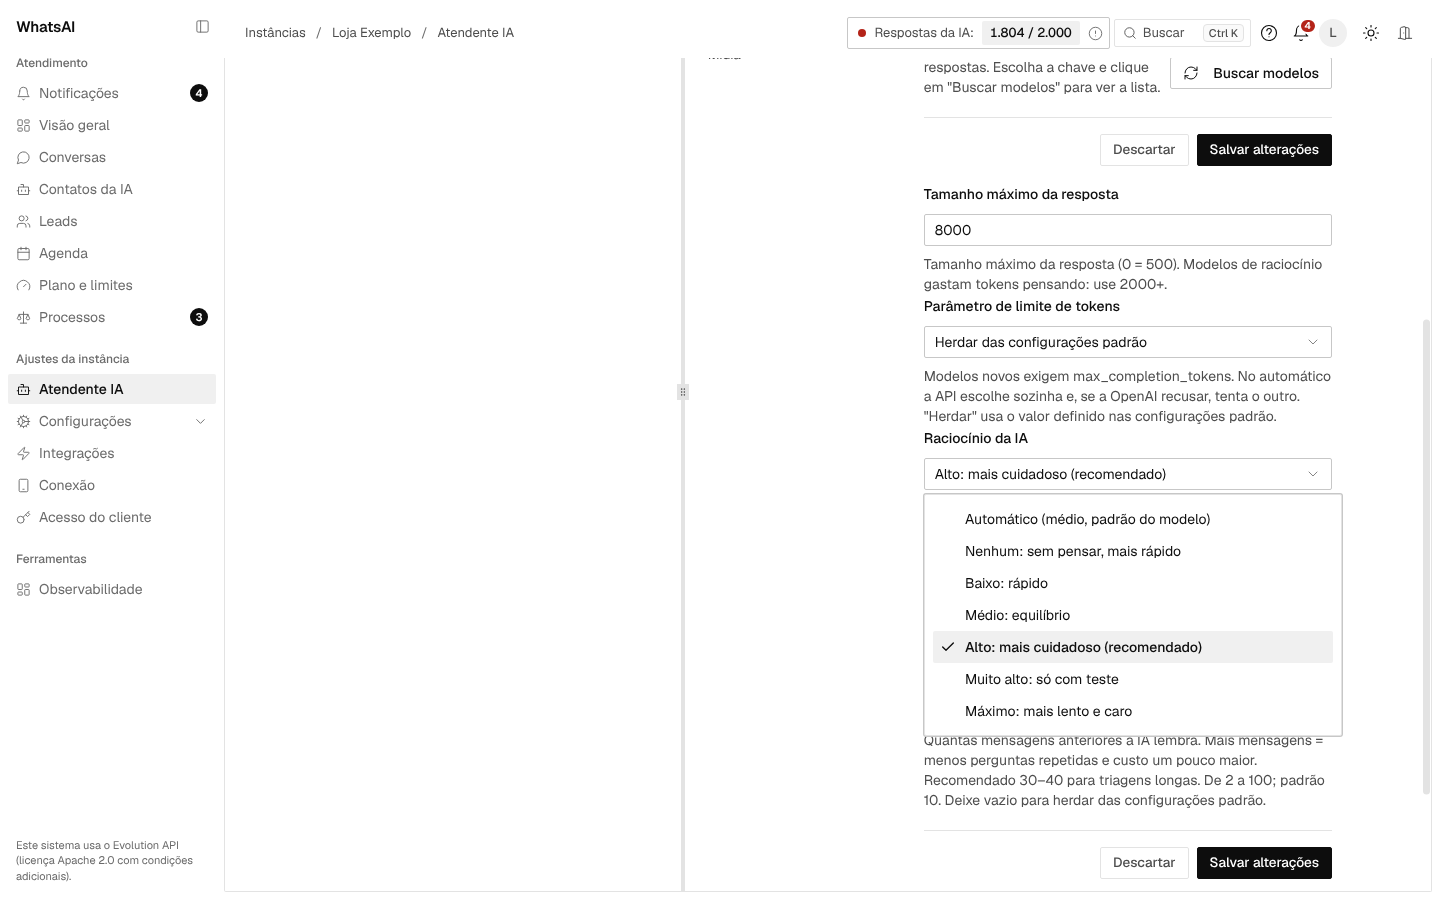 WhatsAI
Atendimento
Notificações 4
Visão geral
Conversas
Contatos da IA
Leads
Agenda
Plano e limites
Processos 3
Ajustes da instância
Atendente IA
Configurações
Integrações
Conexão
Acesso do cliente
Ferramentas
Observabilidade
Este sistema usa o Evolution API
(licença Apache 2.0 com condições
adicionais).
Instâncias / Loja Exemplo / Atendente IA
Respostas da IA: 1.804 / 2.000
Buscar Ctrl K
4
L
respostas. Escolha a chave e clique
em "Buscar modelos" para ver a lista.
Buscar modelos
Descartar
Salvar alterações
Tamanho máximo da resposta
8000
Tamanho máximo da resposta (0 = 500). Modelos de raciocínio
gastam tokens pensando: use 2000+.
Parâmetro de limite de tokens
Herdar das configurações padrão
Modelos novos exigem max_completion_tokens. No automático
a API escolhe sozinha e, se a OpenAI recusar, tenta o outro.
"Herdar" usa o valor definido nas configurações padrão.
Raciocínio da IA
Alto: mais cuidadoso (recomendado)
Automático (médio, padrão do modelo)
Nenhum: sem pensar, mais rápido
Baixo: rápido
Médio: equilíbrio
Alto: mais cuidadoso (recomendado)
Muito alto: só com teste
Máximo: mais lento e caro
Quantas mensagens anteriores a IA lembra. Mais mensagens =
menos perguntas repetidas e custo um pouco maior.
Recomendado 30–40 para triagens longas. De 2 a 100; padrão
10. Deixe vazio para herdar das configurações padrão.
Descartar
Salvar alterações